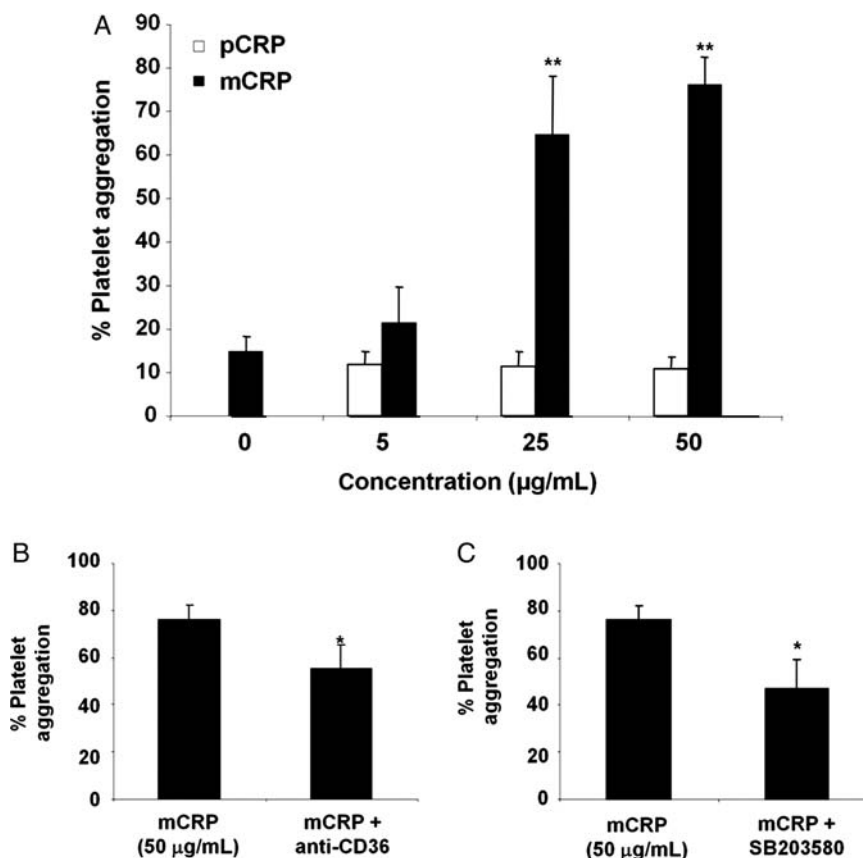 A
90
80
70
60
50
40
30
20
10
0
% Platelet aggregation
pCRP
mCRP
**
**
0 5 25 50
Concentration (µg/mL)
B
100
80
60
40
20
0
% Platelet
aggregation
*
mCRP
(50 µg/mL)
mCRP +
anti-CD36
C
100
80
60
40
20
0
% Platelet
aggregation
*
mCRP
(50 µg/mL)
mCRP +
SB203580